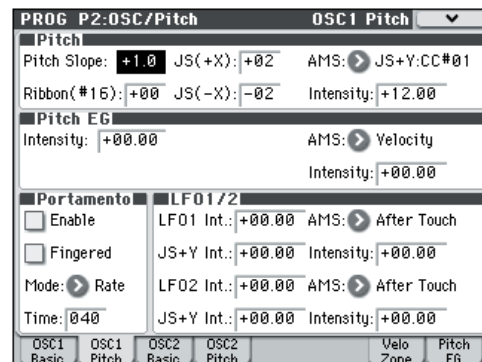 PROG P2:OSC/Pitch OSC1 Pitch
Pitch
Pitch Slope: +1.0 JS(+X): +02 AMS: JS+Y:CC#01
Ribbon(#16): +00 JS(-X): -02 Intensity: +12.00
Pitch EG
Intensity: +00.00 AMS: Velocity
Intensity: +00.00
Portamento LFO1/2
Enable LFO1 Int.: +00.00 AMS: After Touch
Fingered JS+Y Int.: +00.00 Intensity: +00.00
Mode: Rate LFO2 Int.: +00.00 AMS: After Touch
Time: 040 JS+Y Int.: +00.00 Intensity: +00.00
OSC1 Basic OSC1 Pitch OSC2 Basic OSC2 Pitch Velo Zone Pitch EG